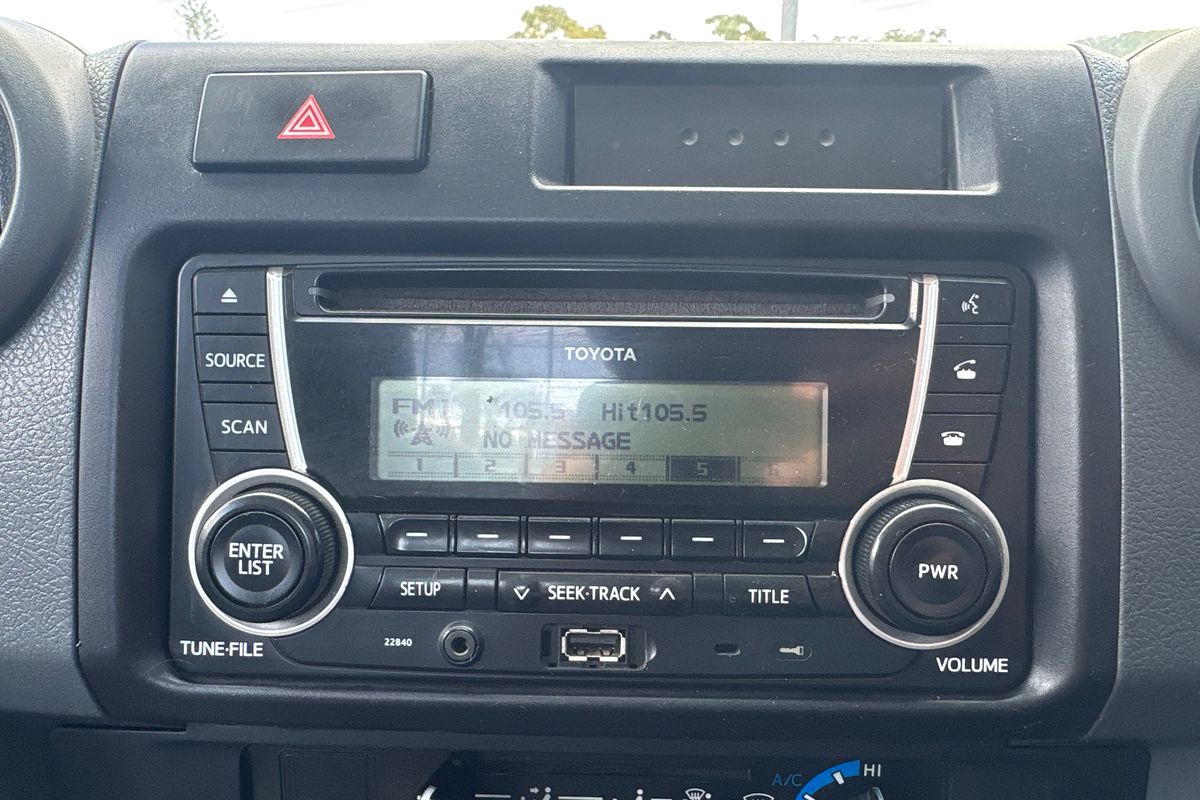 TOYOTA
SOURCE
SCAN
FM1 105.5 Hit105.5
NO MESSAGE
1 2 3 4 5 6
ENTER
LIST
PWR
SETUP
SEEK·TRACK
TITLE
22840
TUNE·FILE
VOLUME
A/C
HI